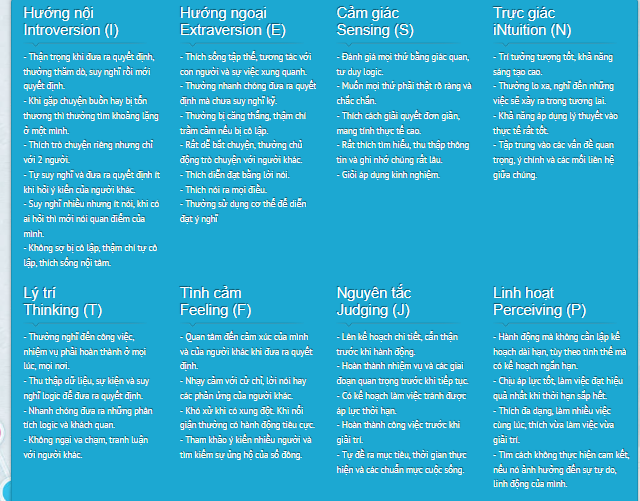 Hướng nội
Introversion (I)
- Thận trọng khi đưa ra quyết định,
thường thăm dò, suy nghĩ rồi mới
quyết định.
- Khi gặp chuyện buồn hay bị tổn
thương thì thường tìm khoảng lặng
ở một mình.
- Thích trò chuyện riêng nhưng chỉ
với 2 người.
- Tự suy nghĩ và đưa ra quyết định ít
khi hỏi ý kiến của người khác.
- Suy nghĩ nhiều nhưng ít nói, khi có
ai hỏi thì mới nói quan điểm của
mình.
- Không sợ bị cô lập, thậm chí tự cô
lập, thích sống nội tâm.
Hướng ngoại
Extraversion (E)
- Thích sống tập thể, tương tác với
con người và sự việc xung quanh.
- Thường nhanh chóng đưa ra quyết
định mà chưa suy nghĩ kỹ.
- Thường bị căng thẳng, thậm chí
trầm cảm nếu bị cô lập.
- Rất dễ bắt chuyện, thường chủ
động trò chuyện với người khác.
- Thích diễn đạt bằng lời nói.
- Thích nói ra mọi điều.
- Thường sử dụng cơ thể để diễn
đạt ý nghĩ
Cảm giác
Sensing (S)
- Đánh giá mọi thứ bằng giác quan,
tư duy logic.
- Muốn mọi thứ phải thật rõ ràng và
chắc chắn.
- Thích cách giải quyết đơn giản,
mang tính thực tế cao.
- Rất thích tìm hiểu, thu thập thông
tin và ghi nhớ chúng rất lâu.
- Giỏi áp dụng kinh nghiệm.
Trực giác
iNtuition (N)
- Trí tưởng tượng tốt, khả năng
sáng tạo cao.
- Thường lo xa, nghĩ đến những
việc sẽ xảy ra trong tương lai.
- Khả năng áp dụng lý thuyết vào
thực tế rất tốt.
- Tập trung vào các vấn đề quan
trọng, ý chính và các mối liên hệ
giữa chúng.
Lý trí
Thinking (T)
- Thường nghĩ đến công việc,
nhiệm vụ phải hoàn thành ở mọi
lúc, mọi nơi.
- Thu thập dữ liệu, sự kiện và suy
nghĩ logic để đưa ra quyết định.
- Nhanh chóng đưa ra những phân
tích logic và khách quan.
- Không ngại va chạm, tranh luận
với người khác.
Tình cảm
Feeling (F)
- Quan tâm đến cảm xúc của mình
và của người khác khi đưa ra quyết
định.
- Nhạy cảm với cử chỉ, lời nói hay
các phản ứng của người khác.
- Khó xử khi có xung đột. Khi nổi
giận thường có hành động tiêu cực.
- Tham khảo ý kiến nhiều người và
tìm kiếm sự ủng hộ của số đông.
Nguyên tắc
Judging (J)
- Lên kế hoạch chi tiết, cẩn thận
trước khi hành động.
- Hoàn thành nhiệm vụ và các giai
đoạn quan trọng trước khi tiếp tục.
- Có kế hoạch làm việc tránh được
áp lực thời hạn.
- Hoàn thành công việc trước khi
giải trí.
- Tự đề ra mục tiêu, thời gian thực
hiện và các chuẩn mực cuộc sống.
Linh hoạt
Perceiving (P)
- Hành động mà không cần lập kế
hoạch dài hạn, tùy theo tình thế mà
có kế hoạch ngắn hạn.
- Chịu áp lực tốt, làm việc đạt hiệu
quả nhất khi thời hạn sắp hết.
- Thích đa dạng, làm nhiều việc
cùng lúc, thích vừa làm việc vừa
giải trí.
- Tìm cách không thực hiện cam kết,
nếu nó ảnh hưởng đến sự tự do,
linh động của mình.